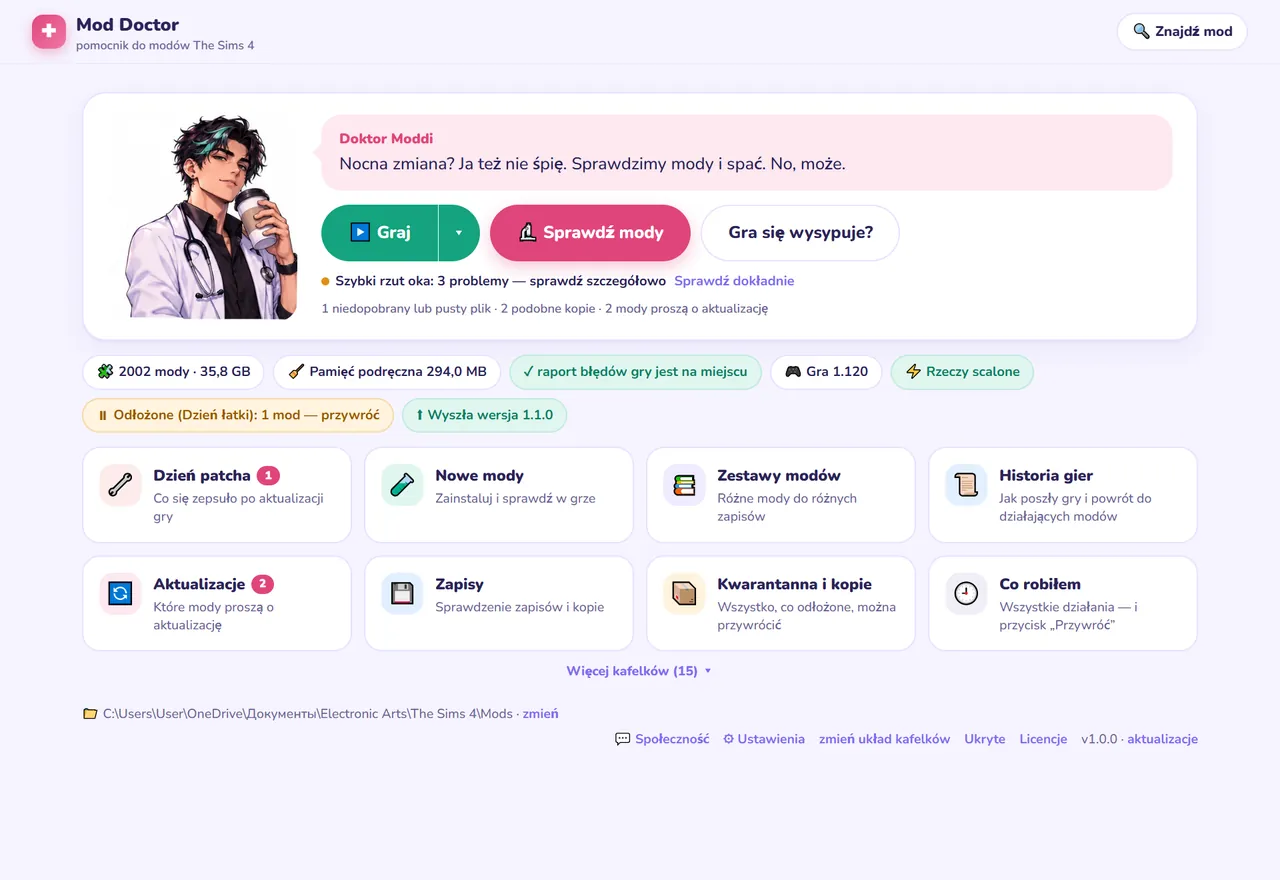 Mod Doctor
pomocnik do modów The Sims 4
🔍 Znajdź mod
Doktor Moddi
Nocna zmiana? Ja też nie śpię. Sprawdzimy mody i spać. No, może.
▶ Graj ▾
🔬 Sprawdź mody
Gra się wysypuje?
Szybki rzut oka: 3 problemy — sprawdź szczegółowo Sprawdź dokładnie
1 niedopobrany lub pusty plik · 2 podobne kopie · 2 mody proszą o aktualizację
🧩 2002 mody · 35,8 GB
🧹 Pamięć podręczna 294,0 MB
✓ raport błędów gry jest na miejscu
🎮 Gra 1.120
⚡ Rzeczy scalone
⏸ Odłożone (Dzień łatki): 1 mod — przywróć
⬆ Wyszła wersja 1.1.0
Dzień patcha 1
Co się zepsuło po aktualizacji
gry
Nowe mody
Zainstaluj i sprawdź w grze
Zestawy modów
Różne mody do różnych
zapisów
Historia gier
Jak poszły gry i powrót do
działających modów
Aktualizacje 2
Które mody proszą o
aktualizację
Zapisy
Sprawdzenie zapisów i kopie
Kwarantanna i kopie
Wszystko, co odłożone, można
przywrócić
Co robiłem
Wszystkie działania — i
przycisk „Przywróć”
Więcej kafelków (15) ▾
📁 C:\Users\User\OneDrive\Документы\Electronic Arts\The Sims 4\Mods · zmień
💬 Społeczność ⚙ Ustawienia zmień układ kafelków Ukryte Licencje v1.0.0 · aktualizacje